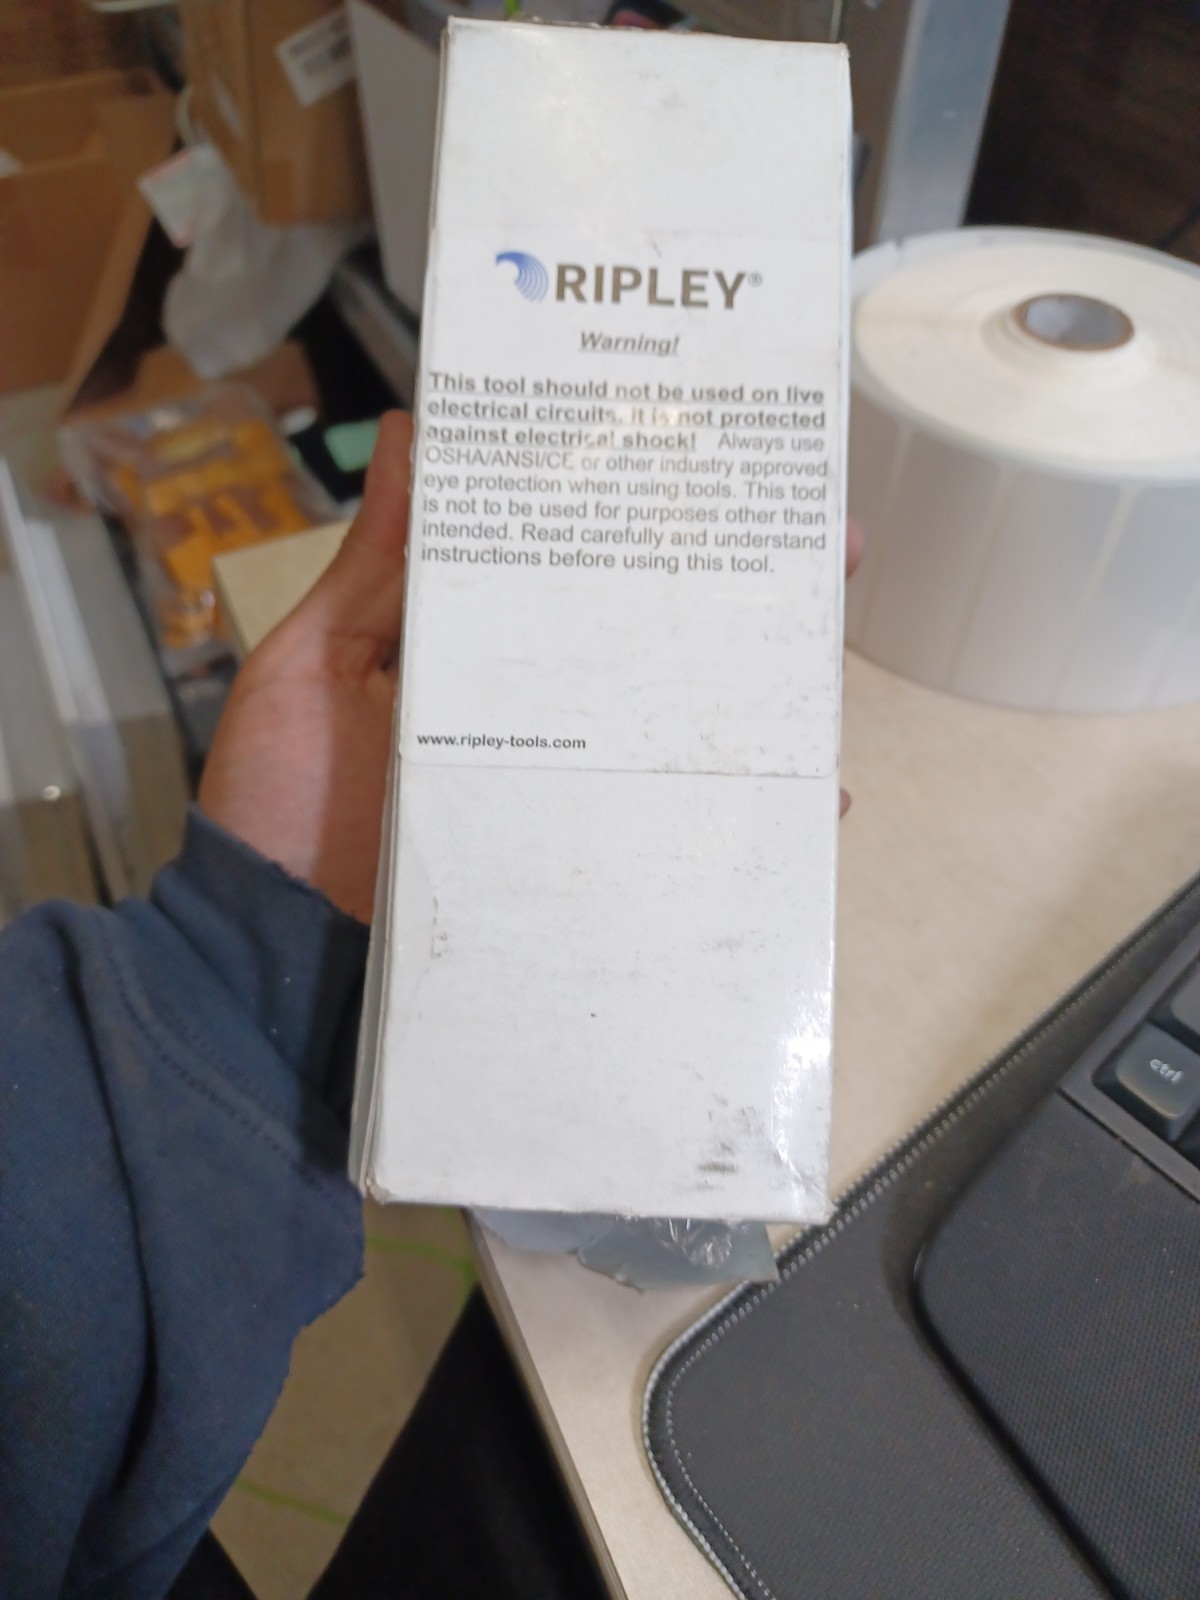 RIPLEY®
Warning!
This tool should not be used on live
electrical circuits. It is not protected
against electrical shock! Always use
OSHA/ANSI/CE or other industry approved
eye protection when using tools. This tool
is not to be used for purposes other than
intended. Read carefully and understand
instructions before using this tool.
www.ripley-tools.com
ctrl